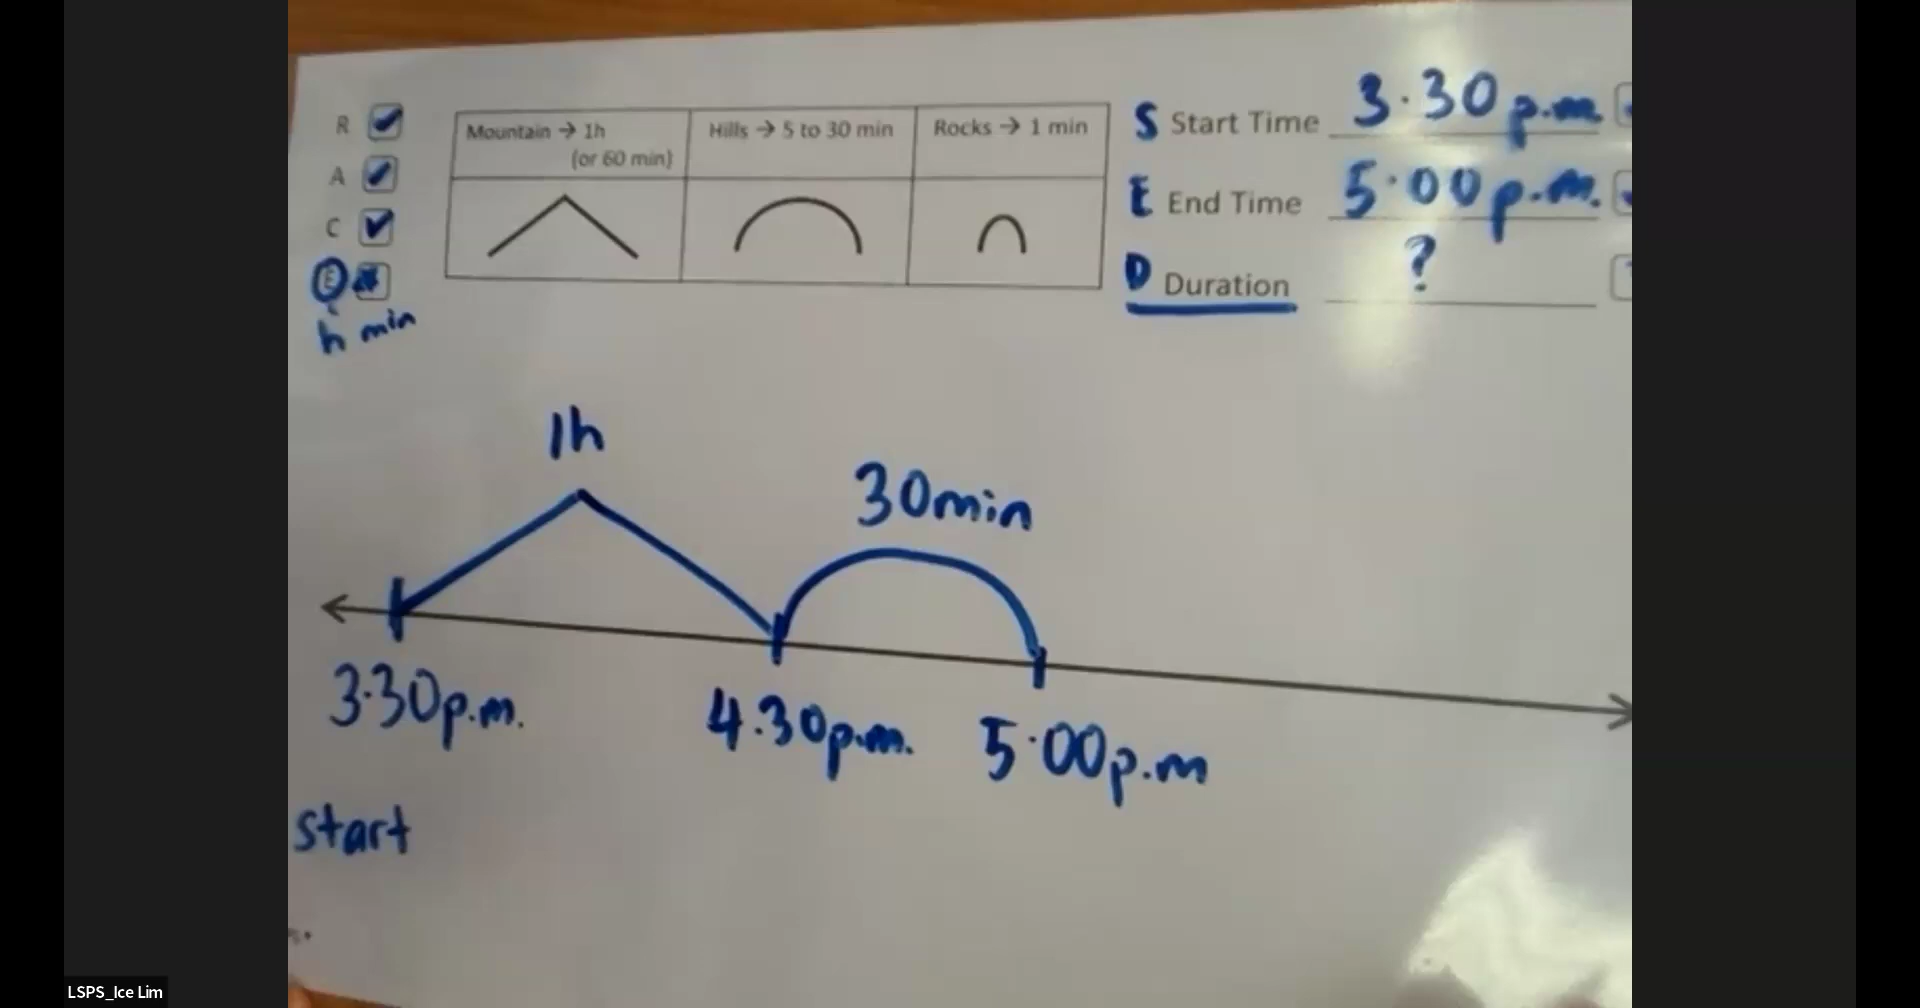 R
A
C
E
h min
Mountain → 1h
(or 60 min)
Hills → 5 to 30 min
Rocks → 1 min
S Start Time 3.30 p.m.
E End Time 5.00 p.m.
D Duration ?
1h
30min
3.30p.m.
4.30p.m.
5.00p.m
start
LSPS_Ice Lim